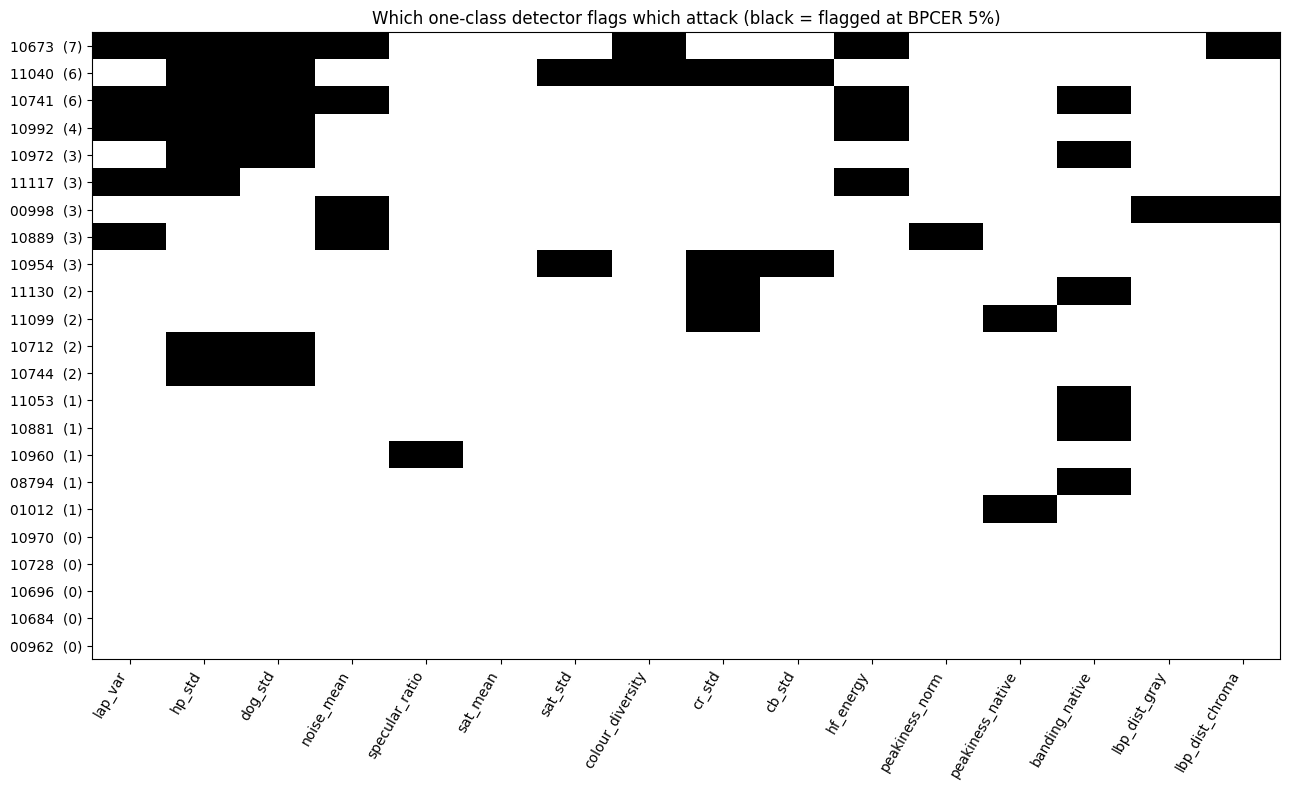 Which one-class detector flags which attack (black = flagged at BPCER 5%)
10673 (7)
11040 (6)
10741 (6)
10992 (4)
10972 (3)
11117 (3)
00998 (3)
10889 (3)
10954 (3)
11130 (2)
11099 (2)
10712 (2)
10744 (2)
11053 (1)
10881 (1)
10960 (1)
08794 (1)
01012 (1)
10970 (0)
10728 (0)
10696 (0)
10684 (0)
00962 (0)
lap_var
hp_std
dog_std
noise_mean
specular_ratio
sat_mean
sat_std
colour_diversity
cr_std
cb_std
hf_energy
peakiness_norm
peakiness_native
banding_native
lbp_dist_gray
lbp_dist_chroma